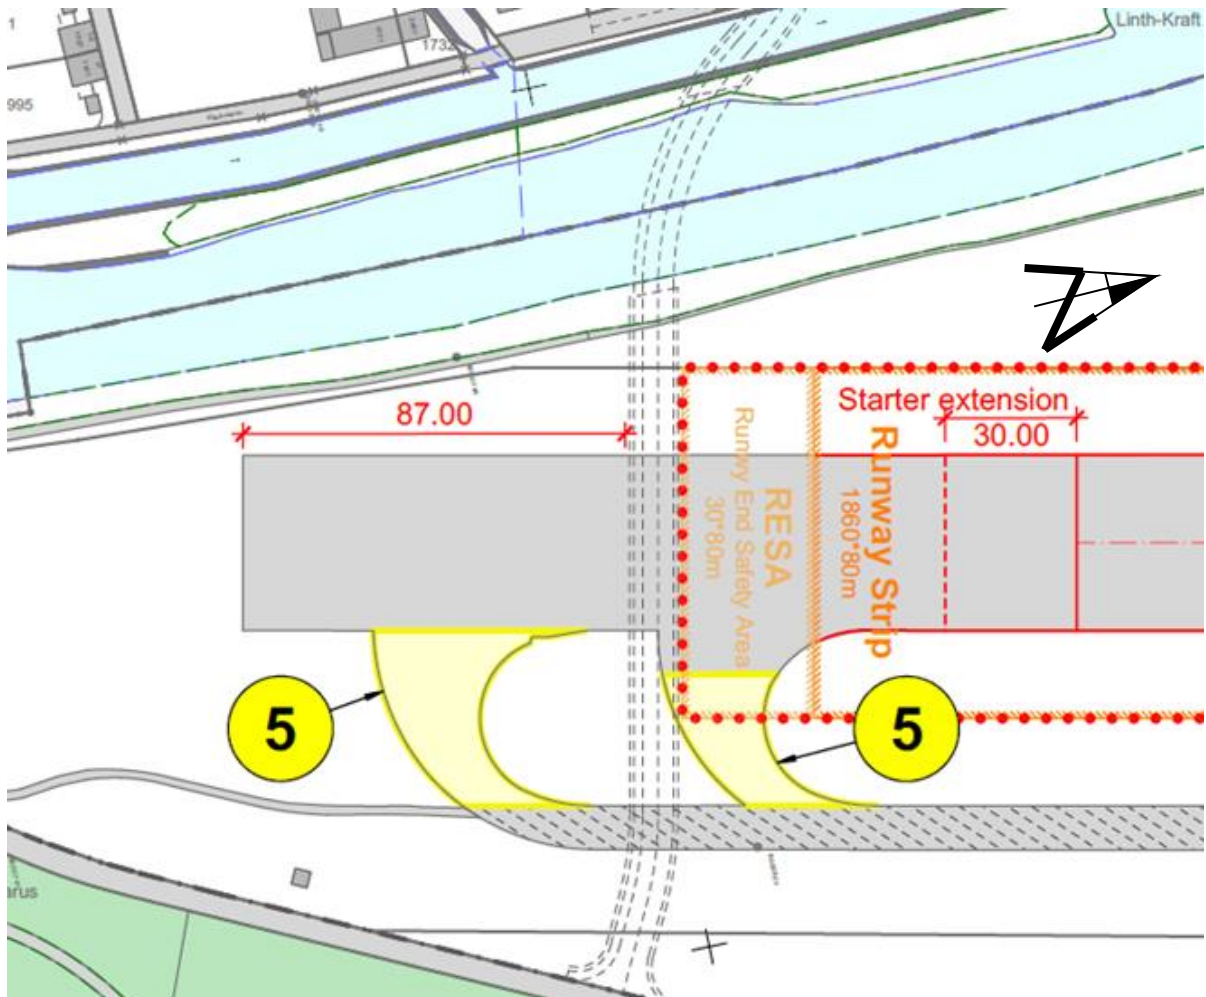 1
Linth-Kraft
1732
995
87.00
Starter extension
30.00
Runway Strip
1860*80m
RESA
Runwy End Safety Area
30*80m
5
5
arus